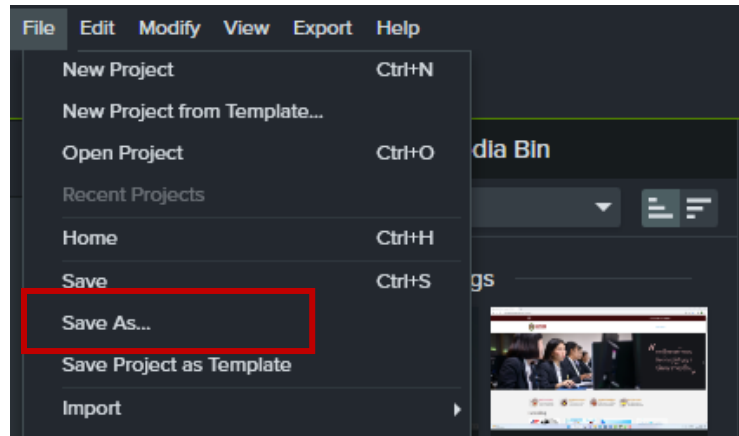 File Edit Modify View Export Help
New Project Ctrl+N
New Project from Template...
Open Project Ctrl+O
dia Bin
Recent Projects
Home Ctrl+H
Save Ctrl+S
gs
Save As...
Save Project as Template
Import